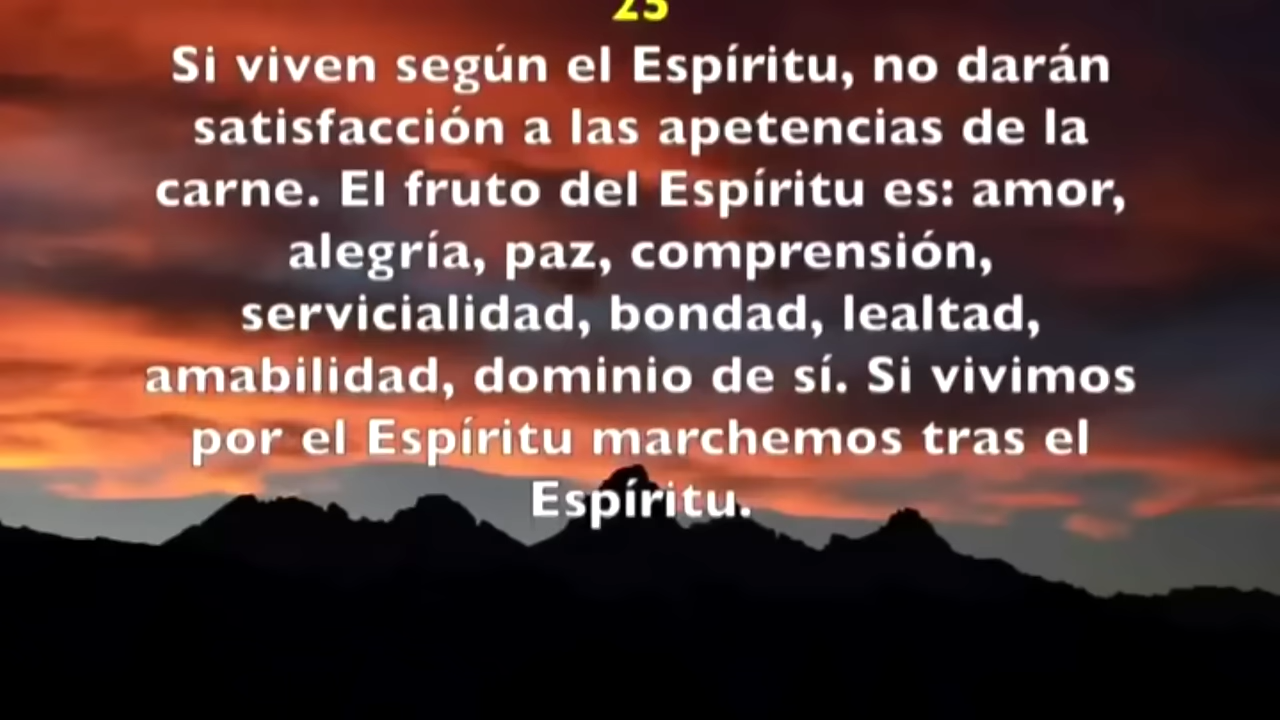 Si viven según el Espíritu, no darán
satisfacción a las apetencias de la
carne. El fruto del Espíritu es: amor,
alegría, paz, comprensión,
servicialidad, bondad, lealtad,
amabilidad, dominio de sí. Si vivimos
por el Espíritu marchemos tras el
Espíritu.